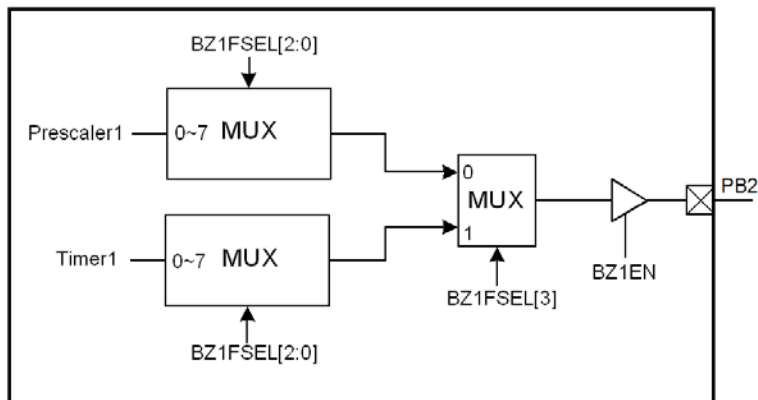 BZ1FSEL[2:0]
Prescaler1
0~7 MUX
0
MUX
1
PB2
BZ1EN
Timer1
0~7 MUX
BZ1FSEL[3]
BZ1FSEL[2:0]